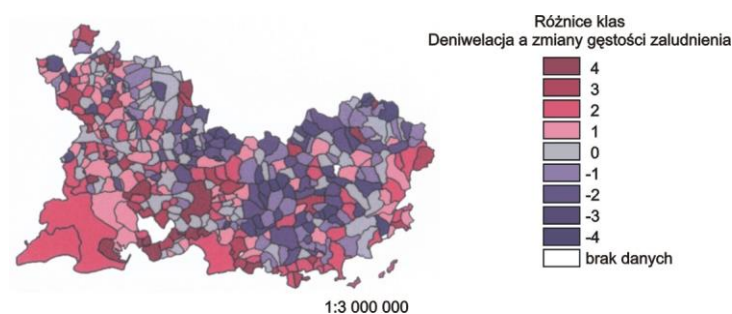 Różnice klas
Deniwelacja a zmiany gęstości zaludnienia
4
3
2
1
0
-1
-2
-3
-4
brak danych
1:3 000 000